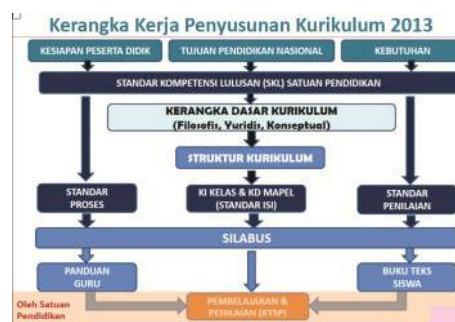 Kerangka Kerja Penyusunan Kurikulum 2013
KESIAPAN PESERTA DIDIK
TUJUAN PENDIDIKAN NASIONAL
KEBUTUHAN
STANDAR KOMPETENSI LULUSAN (SKL) SATUAN PENDIDIKAN
KERANGKA DASAR KURIKULUM
(Filosofis, Yuridis, Konseptual)
STRUKTUR KURIKULUM
STANDAR
PROSES
KI KELAS & KD MAPEL
(STANDAR ISI)
STANDAR
PENILAIAN
SILABUS
PANDUAN
GURU
BUKU TEKS
SISWA
Oleh Satuan
Pendidikan
PEMBELAJARAN &
PENILAIAN (KTSP)